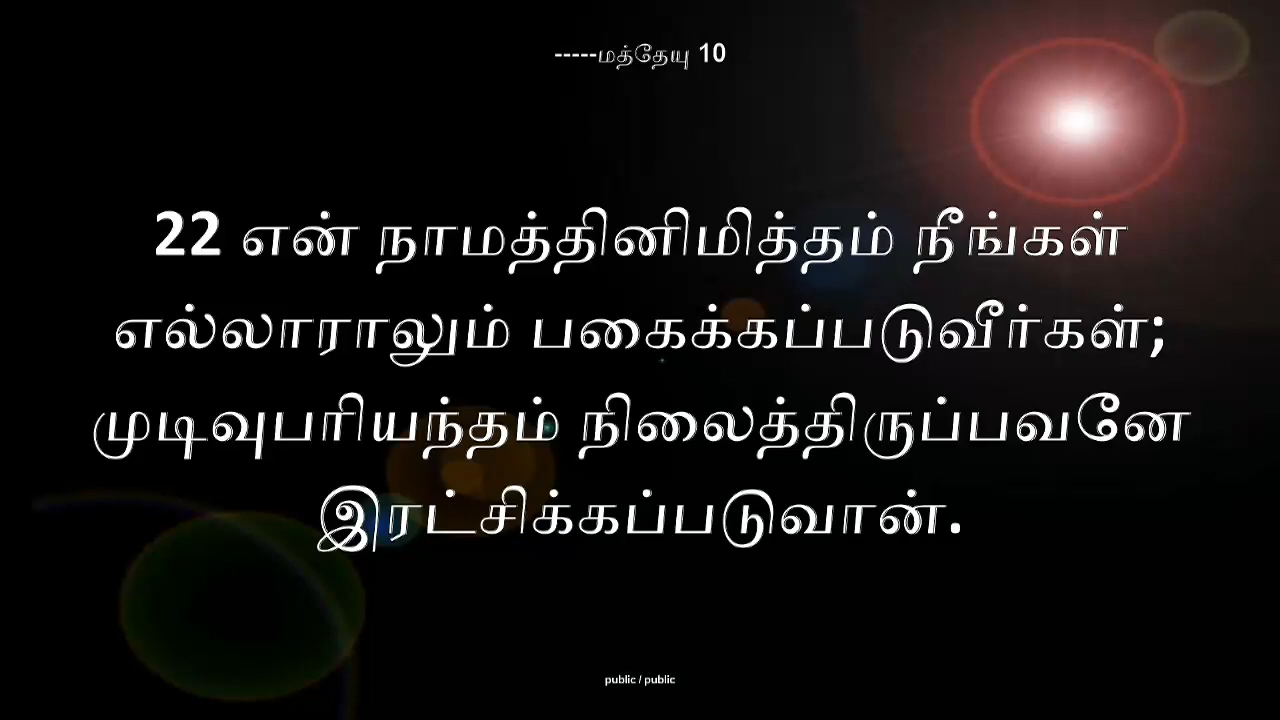 -----மத்தேயு 10
22 என் நாமத்தினிமித்தம் நீங்கள்
எல்லாராலும் பகைக்கப்படுவீர்கள்;
முடிவுபரியந்தம் நிலைத்திருப்பவனே
இரட்சிக்கப்படுவான்.
public / public